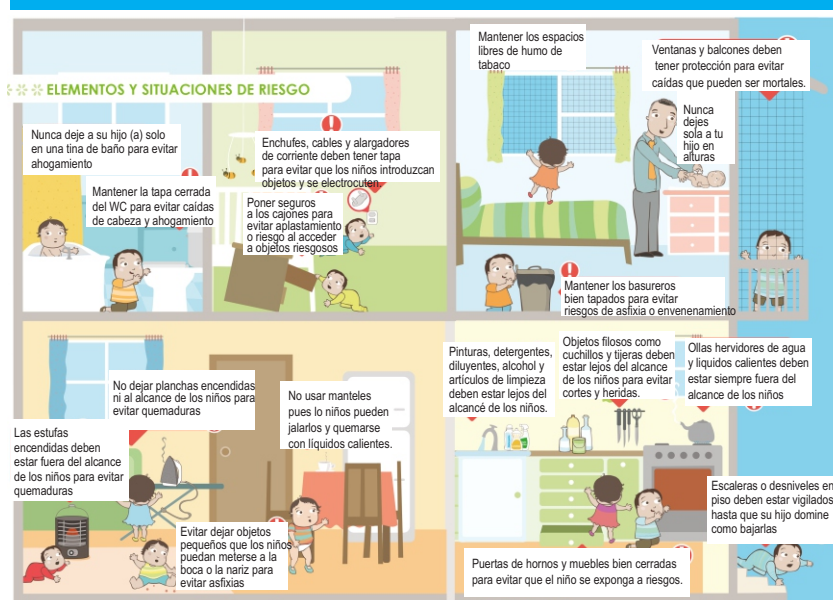 ELEMENTOS Y SITUACIONES DE RIESGO
Nunca deje a su hijo (a) solo
en una tina de baño para evitar
ahogamiento
Mantener la tapa cerrada
del WC para evitar caídas
de cabeza y ahogamiento
Enchufes, cables y alargadores
de corriente deben tener tapa
para evitar que los niños introduzcan
objetos y se electrocuten.
Poner seguros
a los cajones para
evitar aplastamiento
o riesgo al acceder
a objetos riesgosos
Mantener los espacios
libres de humo de
tabaco
Ventanas y balcones deben
tener protección para evitar
caídas que pueden ser mortales.
Nunca
dejes
sola a tu
hijo en
alturas
Mantener los basureros
bien tapados para evitar
riesgos de asfixia o envenenamiento
No dejar planchas encendidas
ni al alcance de los niños para
evitar quemaduras
Las estufas
encendidas deben
estar fuera del alcance
de los niños para evitar
quemaduras
No usar manteles
pues lo niños pueden
jalarlos y quemarse
con líquidos calientes.
Evitar dejar objetos
pequeños que los niños
puedan meterse a la
boca o la nariz para
evitar asfixias
Pinturas, detergentes,
diluyentes, alcohol y
artículos de limpieza
deben estar lejos del
alcancé de los niños.
Objetos filosos como
cuchillos y tijeras deben
estar lejos del alcance
de los niños para evitar
cortes y heridas.
Ollas hervidores de agua
y liquidos calientes deben
estar siempre fuera del
alcance de los niños
Escaleras o desniveles en
piso deben estar vigilados
hasta que su hijo domine
como bajarlas
Puertas de hornos y muebles bien cerradas
para evitar que el niño se exponga a riesgos.